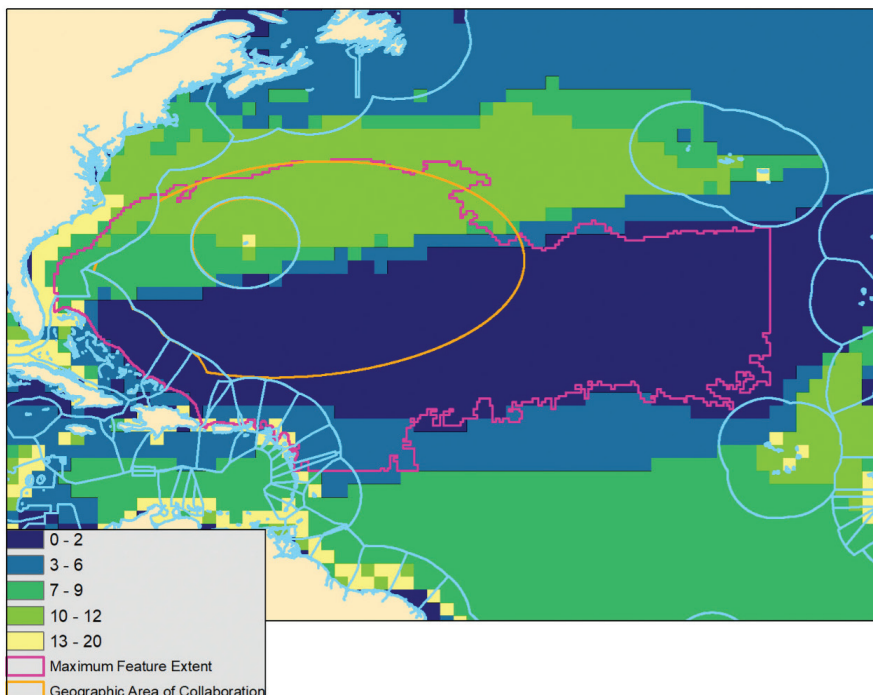 0 - 2
3 - 6
7 - 9
10 - 12
13 - 20
Maximum Feature Extent
Geographic Area of Collaboration